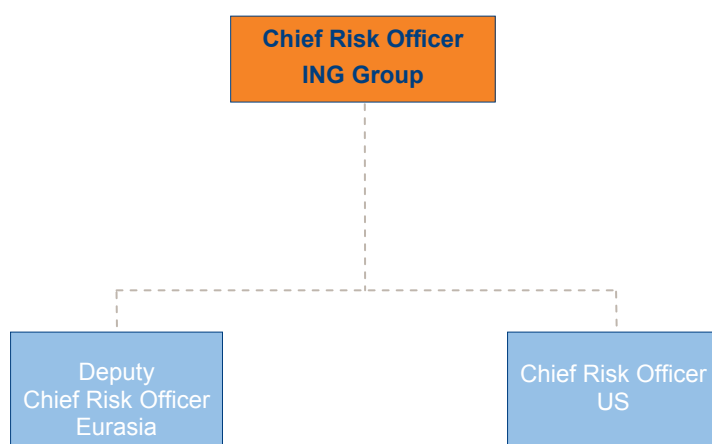 Chief Risk Officer
ING Group
Deputy
Chief Risk Officer
Eurasia
Chief Risk Officer
US